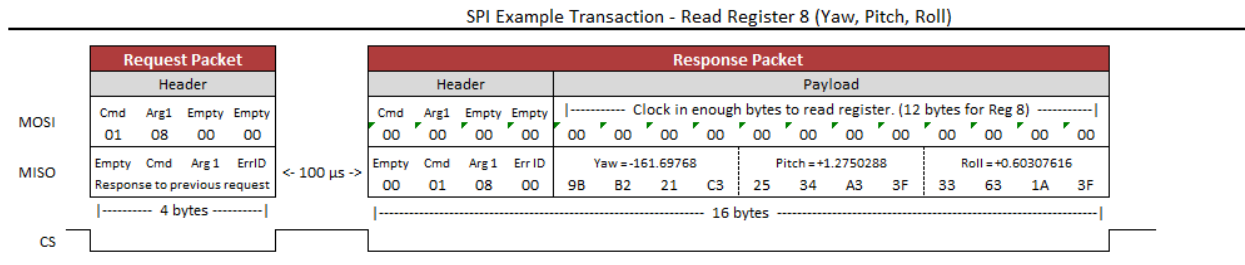 SPI Example Transaction - Read Register 8 (Yaw, Pitch, Roll)
Request Packet
Response Packet
Header
Header
Payload
MOSI
Cmd Arg1 Empty Empty
01 08 00 00
Cmd Arg1 Empty Empty
00 00 00 00
|----------- Clock in enough bytes to read register. (12 bytes for Reg 8) ----------|
00 00 00 00 00 00 00 00 00 00 00 00
MISO
Empty Cmd Arg 1 ErrID
Response to previous request
<- 100 µs ->
Empty Cmd Arg 1 Err ID
00 01 08 00
Yaw = -161.69768
9B B2 21 C3
Pitch = +1.2750288
25 34 A3 3F
Roll = +0.60307616
33 63 1A 3F
|---------- 4 bytes ----------|
|---------- 16 bytes ----------|
CS